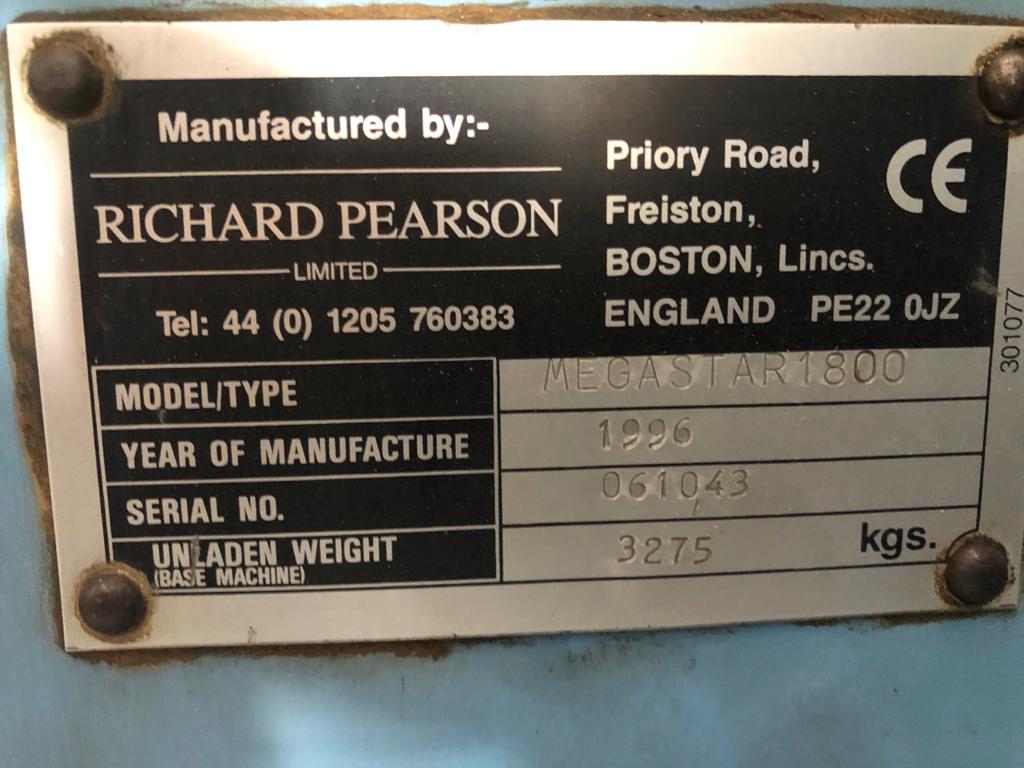 Manufactured by:-
RICHARD PEARSON
LIMITED
Tel: 44 (0) 1205 760383
Priory Road,
Freiston,
BOSTON, Lincs.
ENGLAND PE22 0JZ
CE
301077
MODEL/TYPE MEGASTAR1800
YEAR OF MANUFACTURE 1996
SERIAL NO. 061043
UNLADEN WEIGHT 3275 kgs.
(BASE MACHINE)